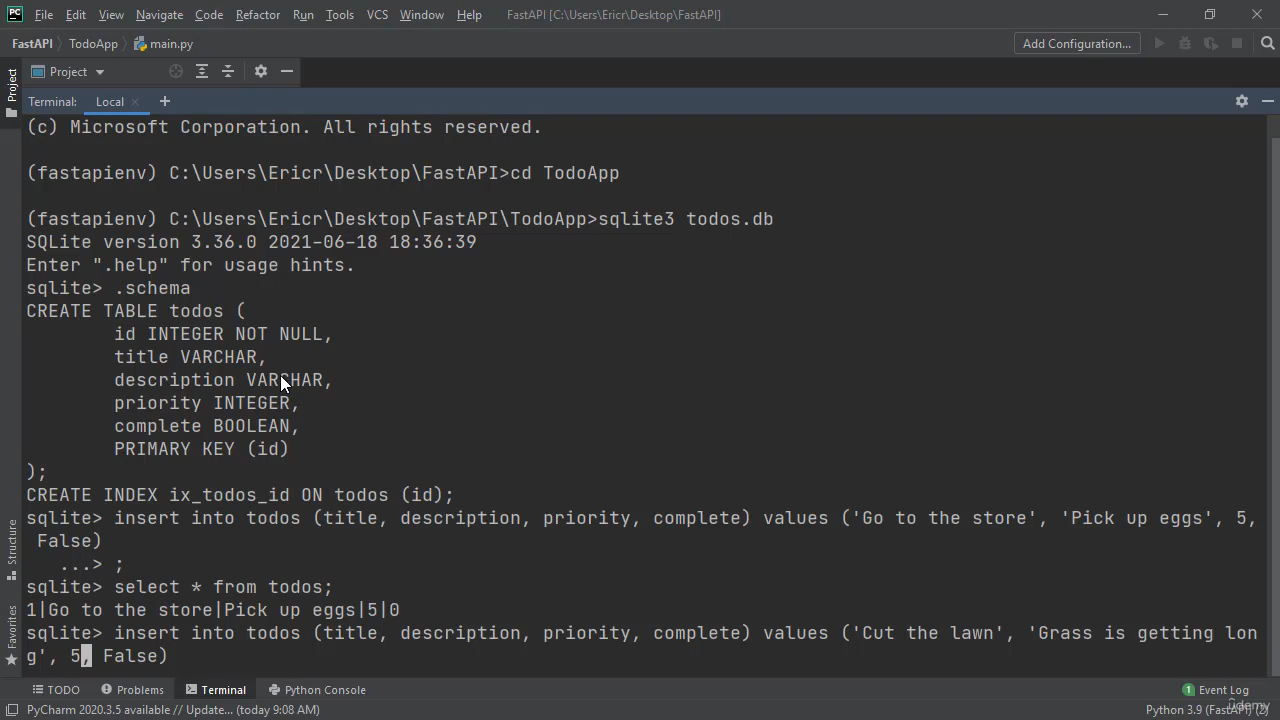 PC File Edit View Navigate Code Refactor Run Tools VCS Window Help FastAPI [C:\Users\Ericr\Desktop\FastAPI]
FastAPI TodoApp main.py Add Configuration...
Project
Project
Terminal: Local
(c) Microsoft Corporation. All rights reserved.
(fastapienv) C:\Users\Ericr\Desktop\FastAPI>cd TodoApp
(fastapienv) C:\Users\Ericr\Desktop\FastAPI\TodoApp>sqlite3 todos.db
SQLite version 3.36.0 2021-06-18 18:36:39
Enter ".help" for usage hints.
sqlite> .schema
CREATE TABLE todos (
id INTEGER NOT NULL,
title VARCHAR,
description VARCHAR,
priority INTEGER,
complete BOOLEAN,
PRIMARY KEY (id)
);
CREATE INDEX ix_todos_id ON todos (id);
sqlite> insert into todos (title, description, priority, complete) values ('Go to the store', 'Pick up eggs', 5,
False)
...> ;
sqlite> select * from todos;
1|Go to the store|Pick up eggs|5|0
sqlite> insert into todos (title, description, priority, complete) values ('Cut the lawn', 'Grass is getting lon
g', 5, False)
Structure
Favorites
TODO Problems Terminal Python Console 1 Event Log
PyCharm 2020.3.5 available // Update... (today 9:08 AM) Python 3.9 (FastAPI) (2)
Udemy